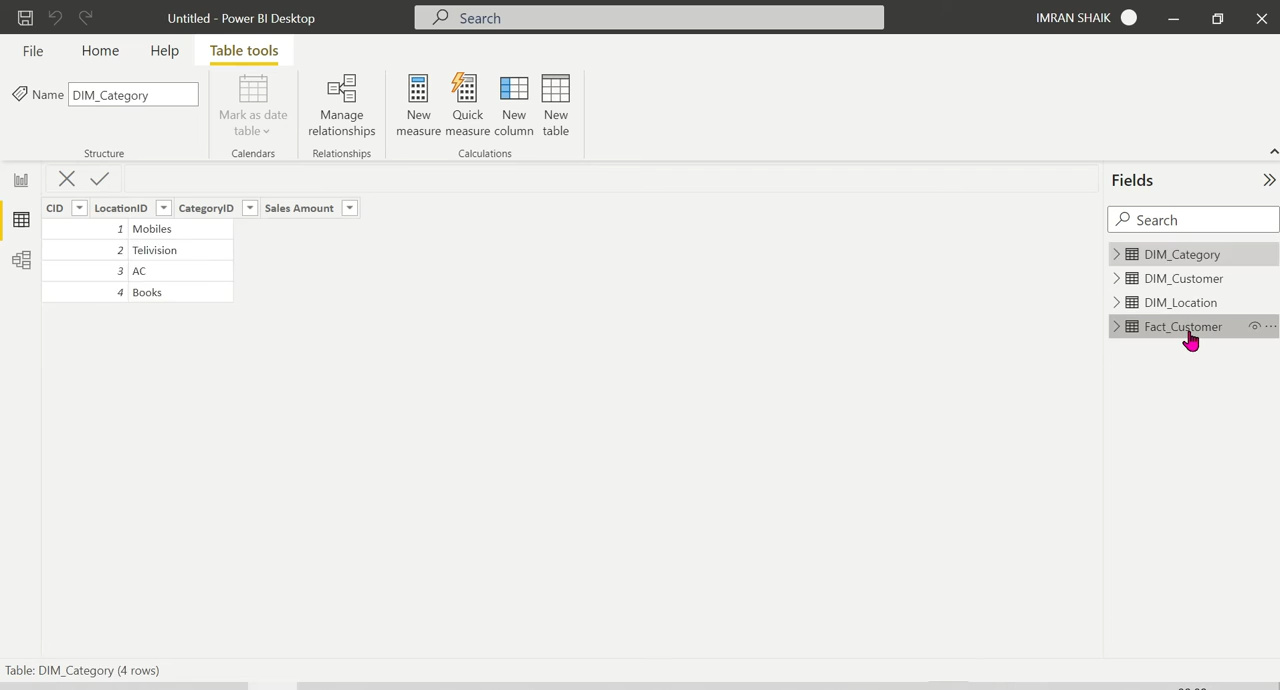 Untitled - Power BI Desktop
Search
IMRAN SHAIK
File
Home
Help
Table tools
Name
DIM_Category
Mark as date
table
Manage
relationships
New
measure
Quick
measure
New
column
New
table
Structure
Calendars
Relationships
Calculations
Fields
CID
LocationID
CategoryID
Sales Amount
Search
1 Mobiles
2 Telivision
3 AC
4 Books
DIM_Category
DIM_Customer
DIM_Location
Fact_Customer
Table: DIM_Category (4 rows)